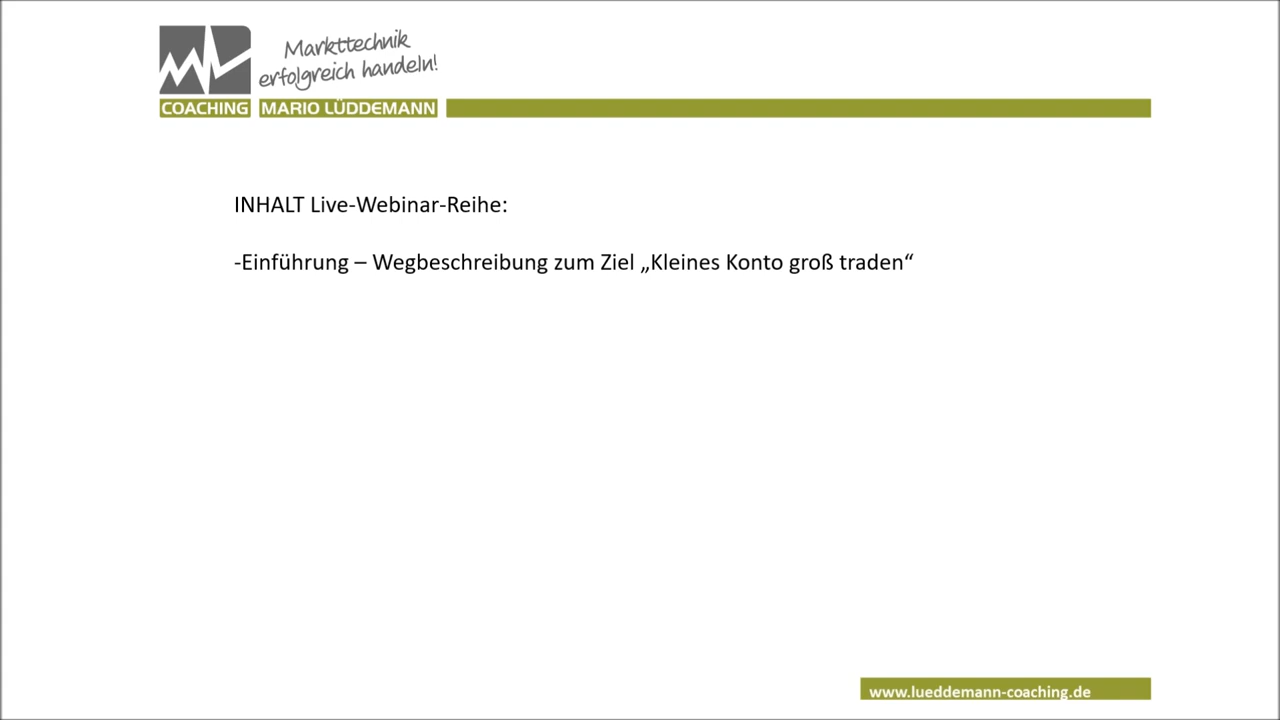 Markttechnik
erfolgreich handeln!
COACHING MARIO LÜDDEMANN
INHALT Live-Webinar-Reihe:
-Einführung – Wegbeschreibung zum Ziel „Kleines Konto groß traden“
www.lueddemann-coaching.de